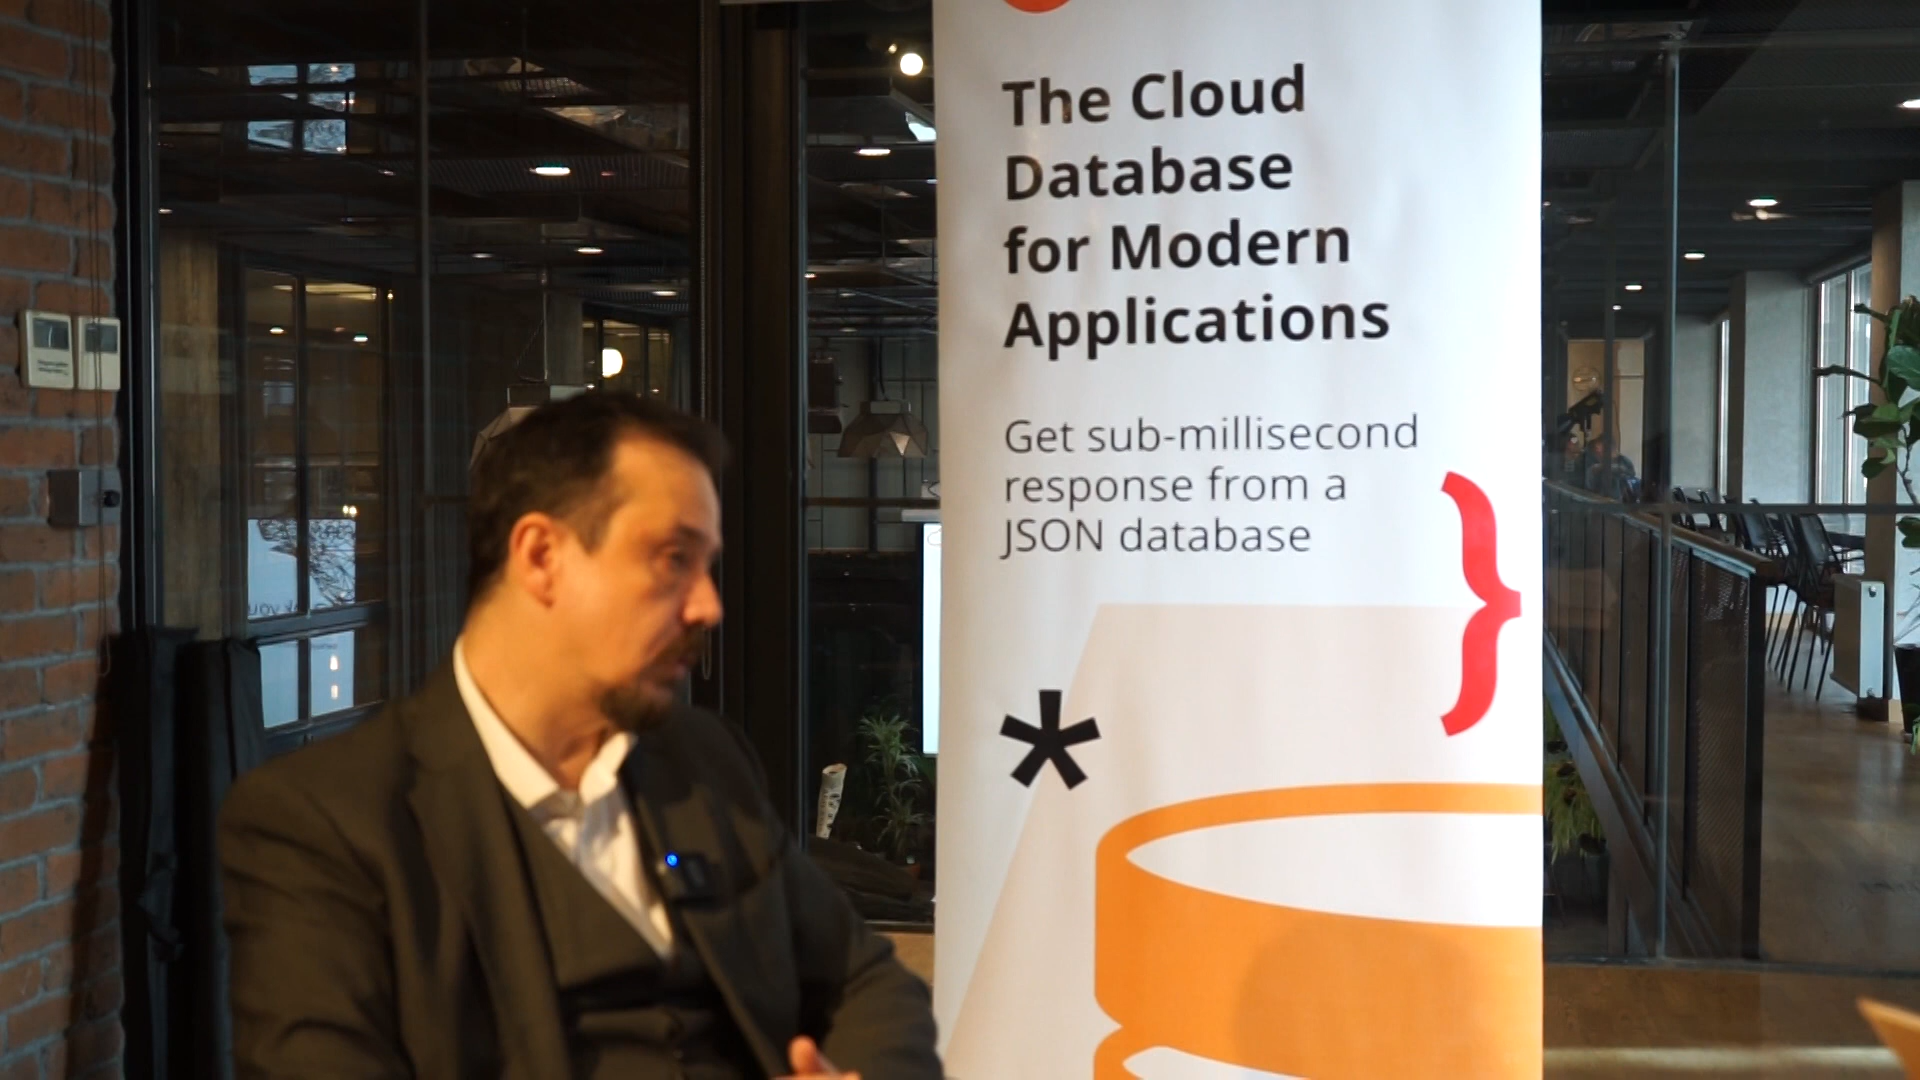 The Cloud
Database
for Modern
Applications
Get sub-millisecond
response from a
JSON database
}
*